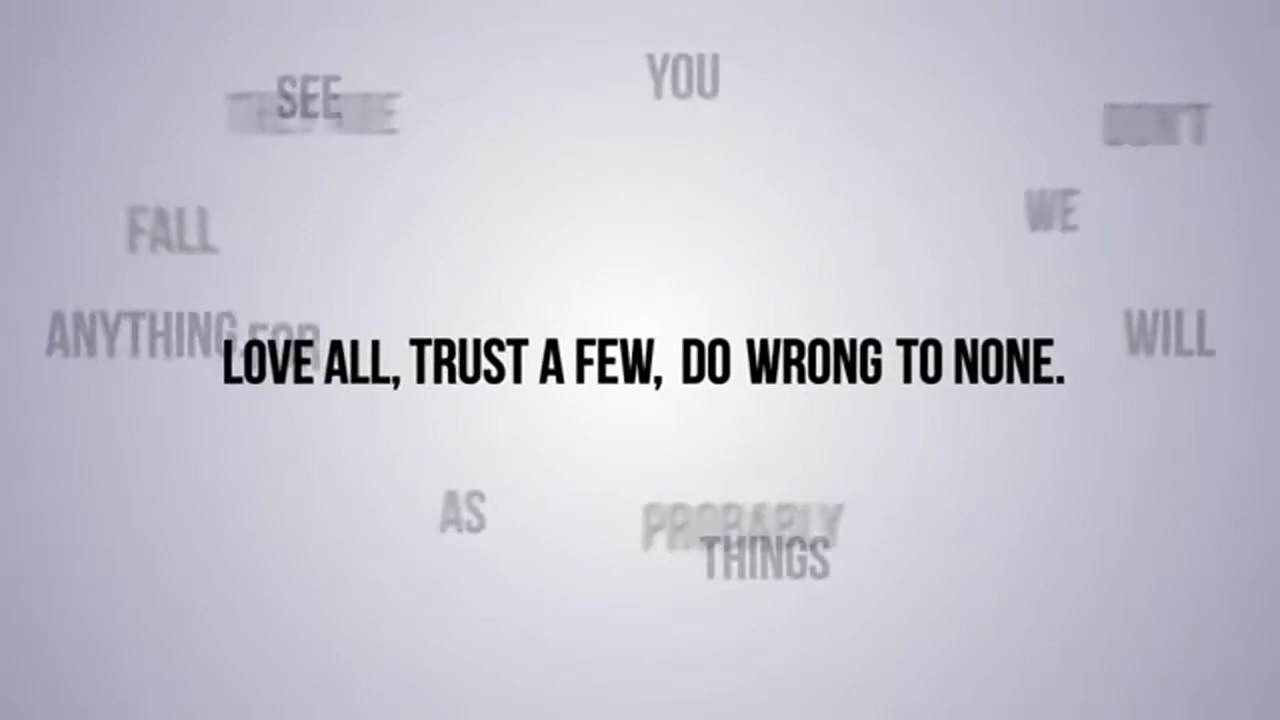 YOU
SEE
DON'T
WE
FALL
ANYTHING FOR
WILL
LOVE ALL, TRUST A FEW, DO WRONG TO NONE.
AS
PROBABLY
THINGS